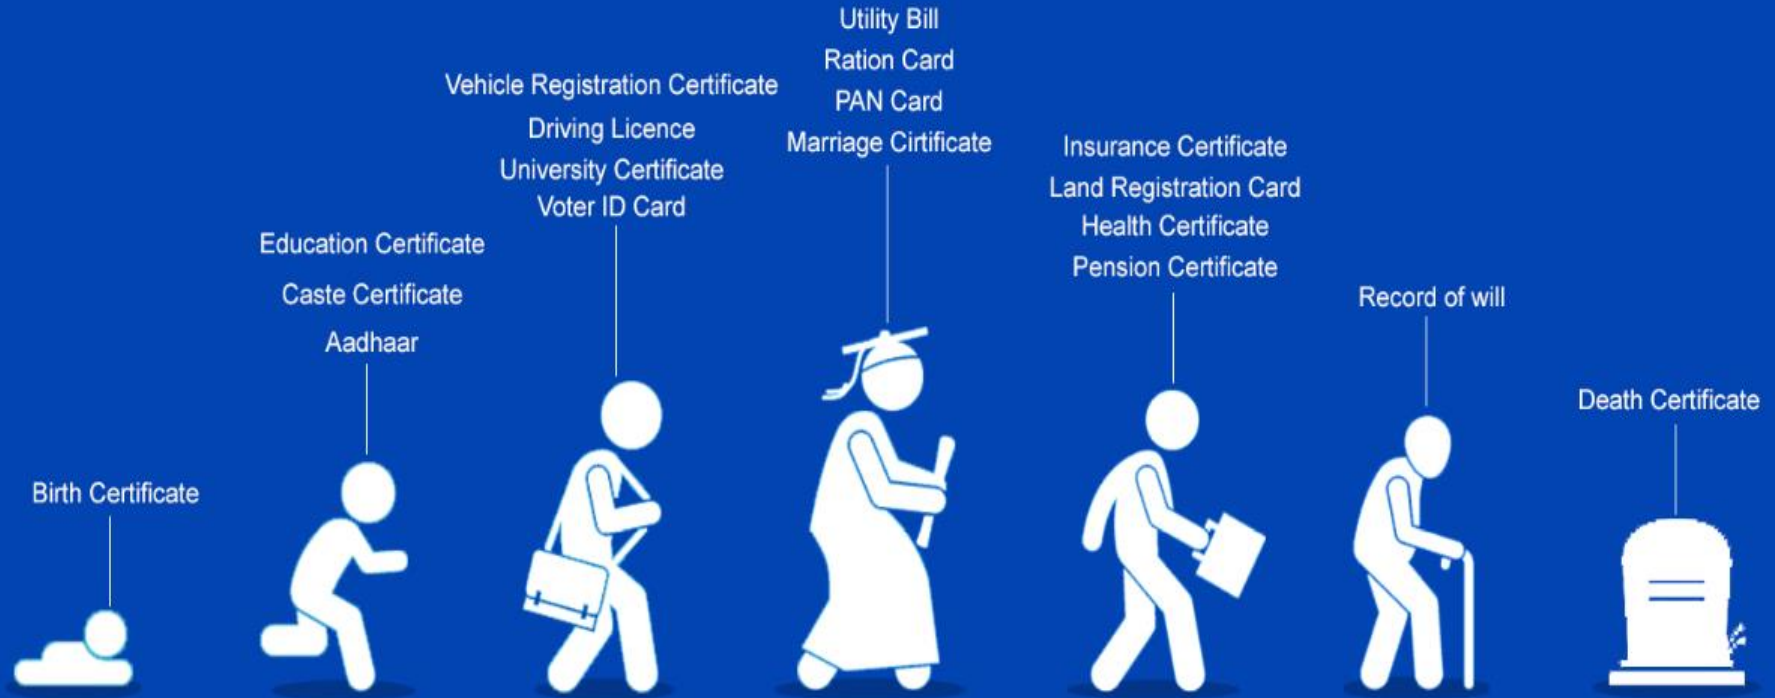 Birth Certificate
Education Certificate
Caste Certificate
Aadhaar
Vehicle Registration Certificate
Driving Licence
University Certificate
Voter ID Card
Utility Bill
Ration Card
PAN Card
Marriage Cirtificate
Insurance Certificate
Land Registration Card
Health Certificate
Pension Certificate
Record of will
Death Certificate